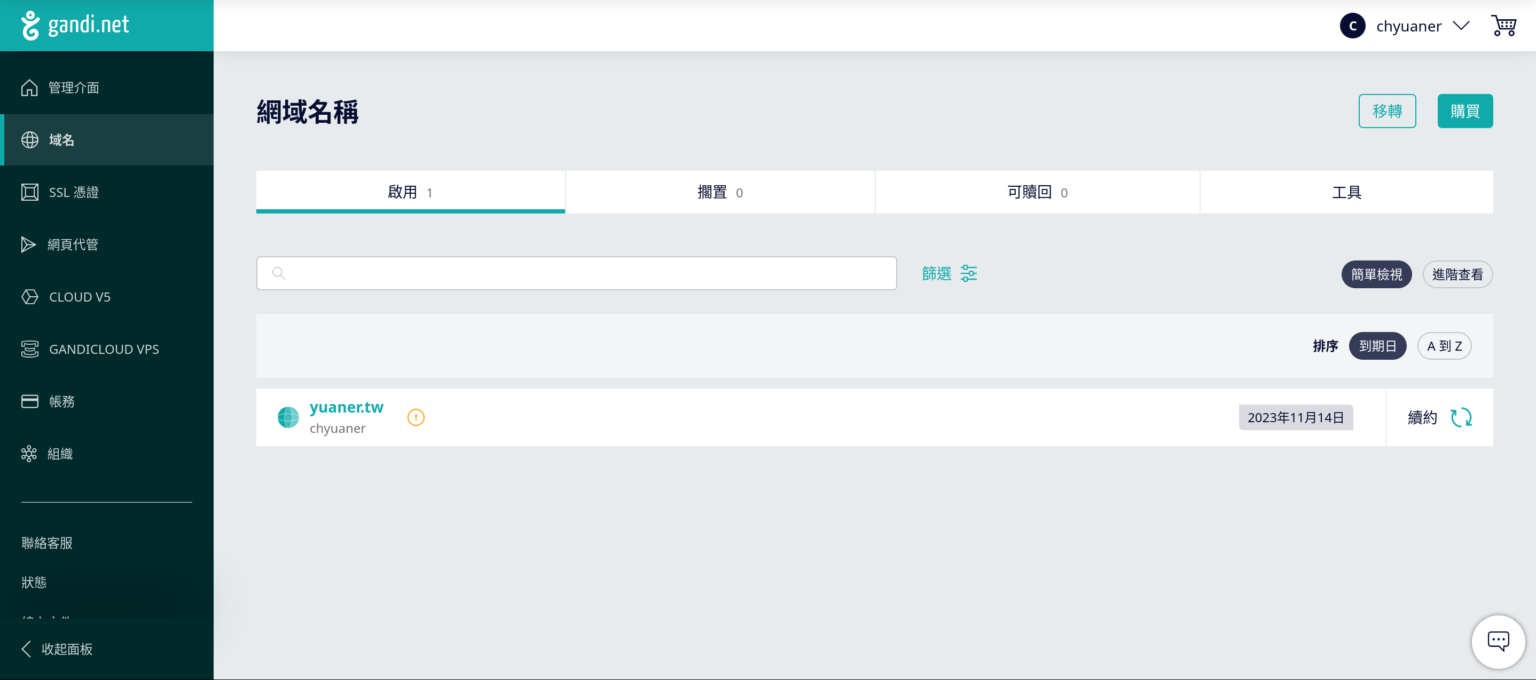 gandi.net
C chyuaner
管理介面
域名
SSL 憑證
網頁代管
CLOUD V5
GANDICLOUD VPS
帳務
組織
聯絡客服
狀態
收起面板
網域名稱
移轉
購買
啟用 1
擱置 0
可贖回 0
工具
篩選
簡單檢視
進階查看
排序
到期日
A 到 Z
yuaner.tw
chyuaner
2023年11月14日
續約